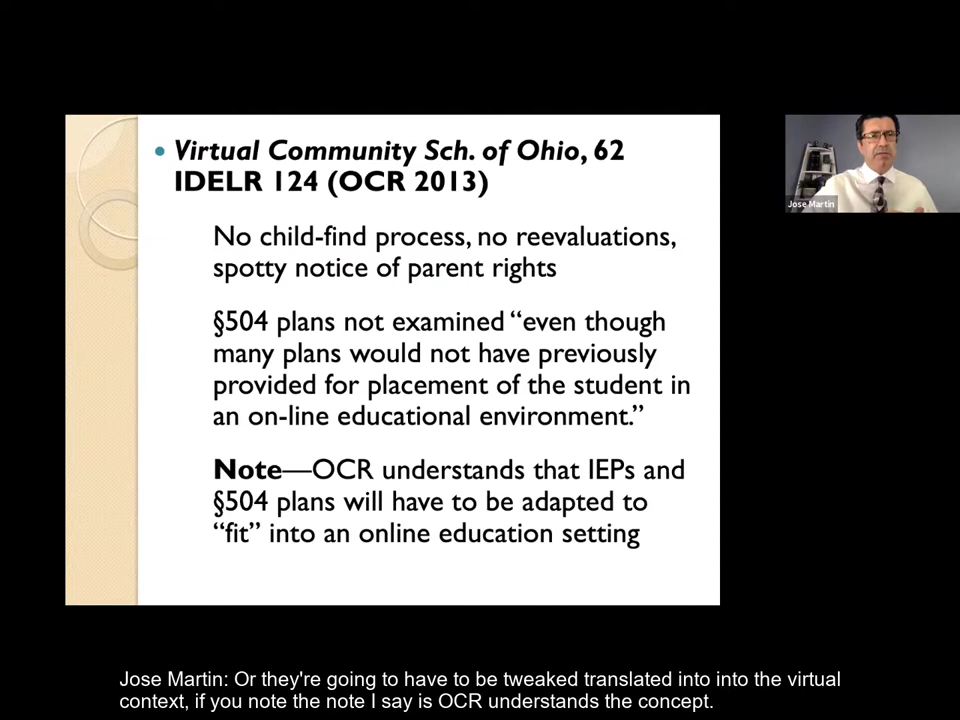 • Virtual Community Sch. of Ohio, 62
IDELR 124 (OCR 2013)
No child-find process, no reevaluations,
spotty notice of parent rights
§504 plans not examined “even though
many plans would not have previously
provided for placement of the student in
an on-line educational environment.”
Note—OCR understands that IEPs and
§504 plans will have to be adapted to
“fit” into an online education setting
Jose Martin
Jose Martin: Or they're going to have to be tweaked translated into into the virtual
context, if you note the note I say is OCR understands the concept.